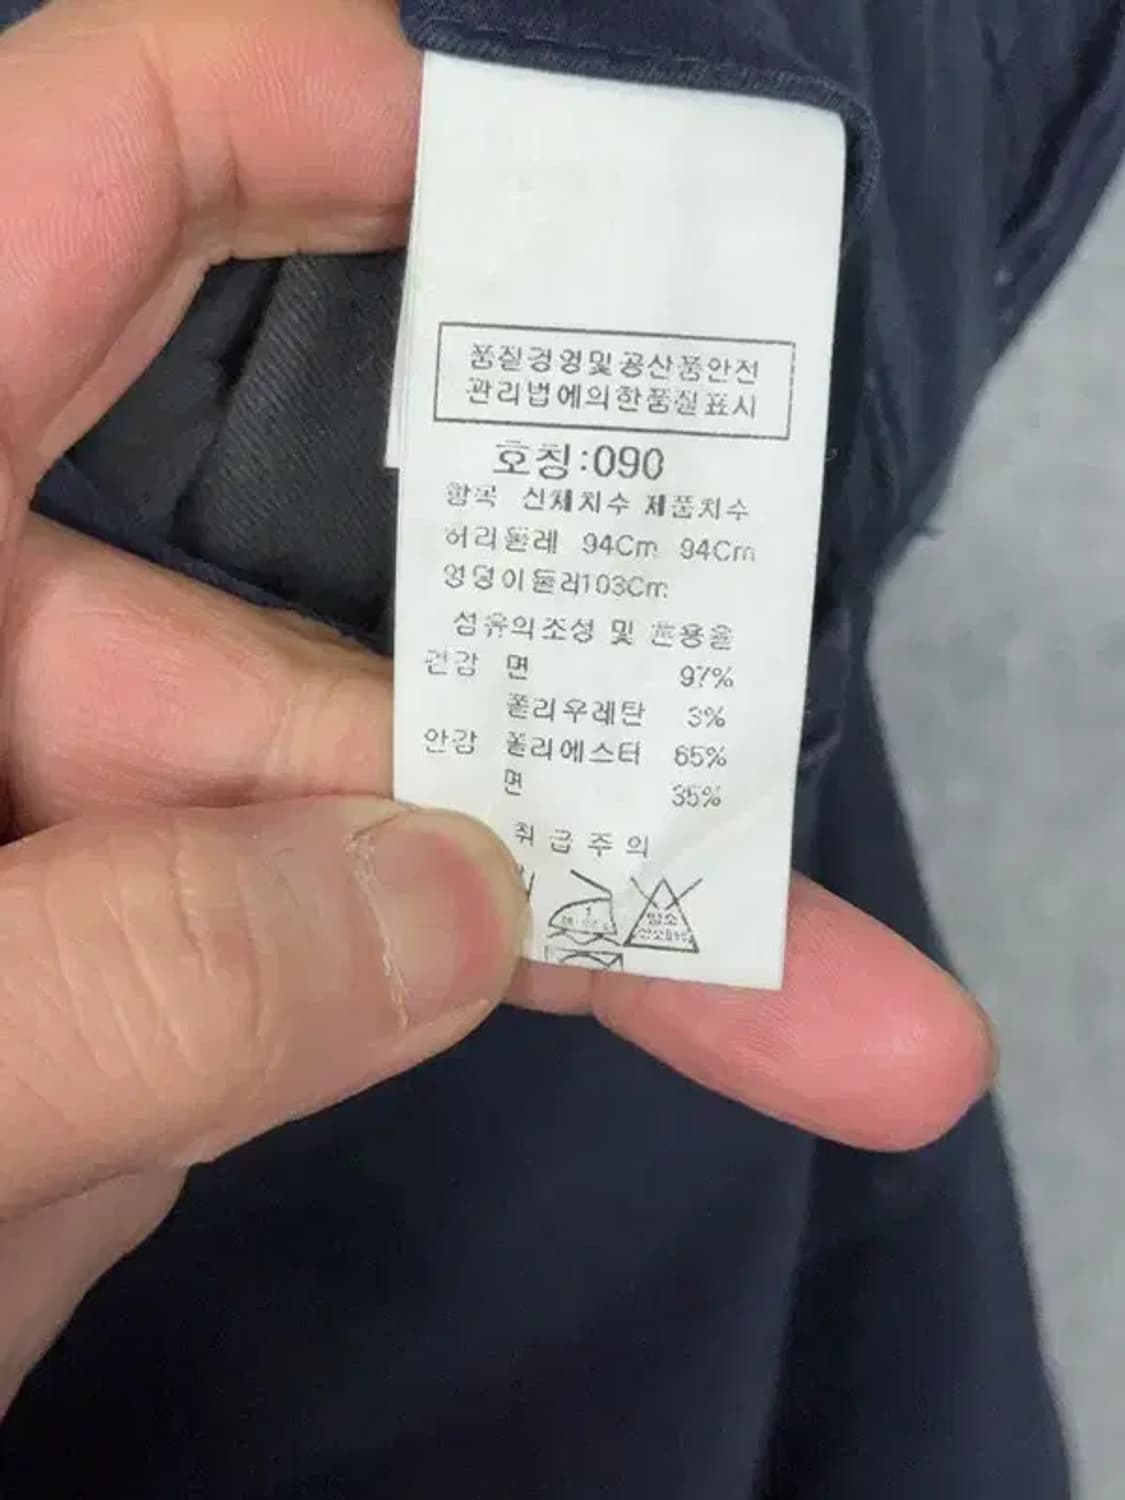 품질경영및공산품안전
관리법에의한품질표시
호칭:090
항목 신체치수 제품치수
허리둘레 94Cm 94Cm
엉덩이둘레103Cm
섬유의조성 및 혼용율
겉감 면 97%
폴리우레탄 3%
안감 폴리에스터 65%
면 35%
취급주의
염소